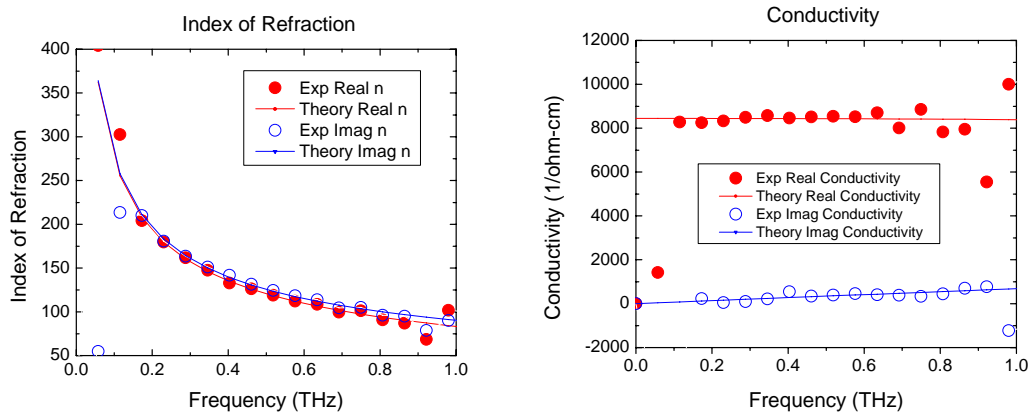 Index of Refraction
400
350
300
250
200
150
100
50
Index of Refraction
Exp Real n
Theory Real n
Exp Imag n
Theory Imag n
0.0 0.2 0.4 0.6 0.8 1.0
Frequency (THz)
Conductivity
12000
10000
8000
6000
4000
2000
0
-2000
Conductivity (1/ohm-cm)
Exp Real Conductivity
Theory Real Conductivity
Exp Imag Conductivity
Theory Imag Conductivity
0.0 0.2 0.4 0.6 0.8 1.0
Frequency (THz)